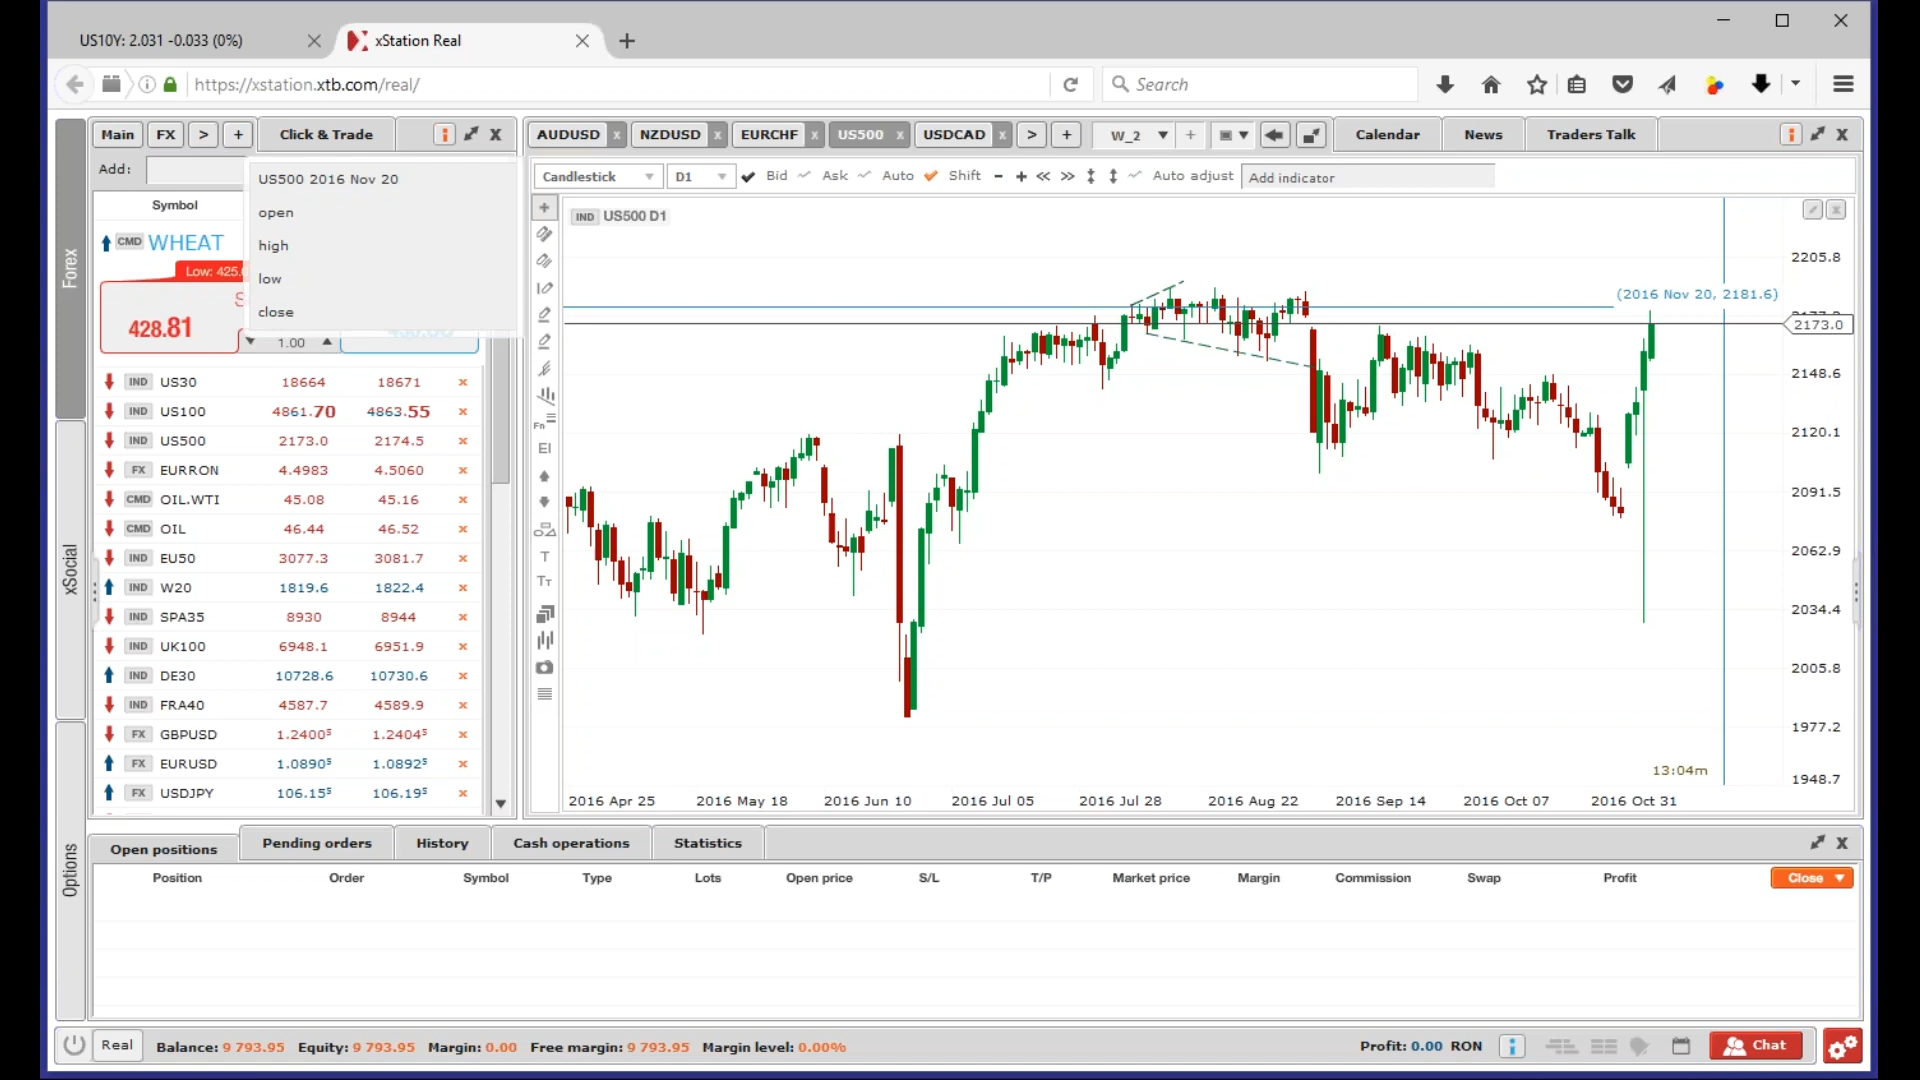 US10Y: 2.031 -0.033 (0%)
xStation Real
https://xstation.xtb.com/real/
Search
Main
FX
>
+
Click & Trade
AUDUSD x
NZDUSD x
EURCHF x
US500 x
USDCAD x
>
+
W_2
Calendar
News
Traders Talk
Add:
US500 2016 Nov 20
open
high
low
close
Candlestick
D1
Bid
Ask
Auto
Shift
Auto adjust
Add indicator
Symbol
CMD WHEAT
Low: 425.
428.81
1.00
IND US30 18664 18671 x
IND US100 4861.70 4863.55 x
IND US500 2173.0 2174.5 x
FX EURRON 4.4983 4.5060 x
CMD OIL.WTI 45.08 45.16 x
CMD OIL 46.44 46.52 x
IND EU50 3077.3 3081.7 x
IND W20 1819.6 1822.4 x
IND SPA35 8930 8944 x
IND UK100 6948.1 6951.9 x
IND DE30 10728.6 10730.6 x
IND FRA40 4587.7 4589.9 x
FX GBPUSD 1.2400⁵ 1.2404⁵ x
FX EURUSD 1.0890⁵ 1.0892⁵ x
FX USDJPY 106.15⁵ 106.19⁵ x
Forex
xSocial
Options
IND US500 D1
Fn
EI
T
TT
(2016 Nov 20, 2181.6)
2205.8
2173.0
2148.6
2120.1
2091.5
2062.9
2034.4
2005.8
1977.2
1948.7
13:04m
2016 Apr 25
2016 May 18
2016 Jun 10
2016 Jul 05
2016 Jul 28
2016 Aug 22
2016 Sep 14
2016 Oct 07
2016 Oct 31
Open positions
Pending orders
History
Cash operations
Statistics
Position
Order
Symbol
Type
Lots
Open price
S/L
T/P
Market price
Margin
Commission
Swap
Profit
Close
Real
Balance: 9 793.95
Equity: 9 793.95
Margin: 0.00
Free margin: 9 793.95
Margin level: 0.00%
Profit: 0.00 RON
Chat